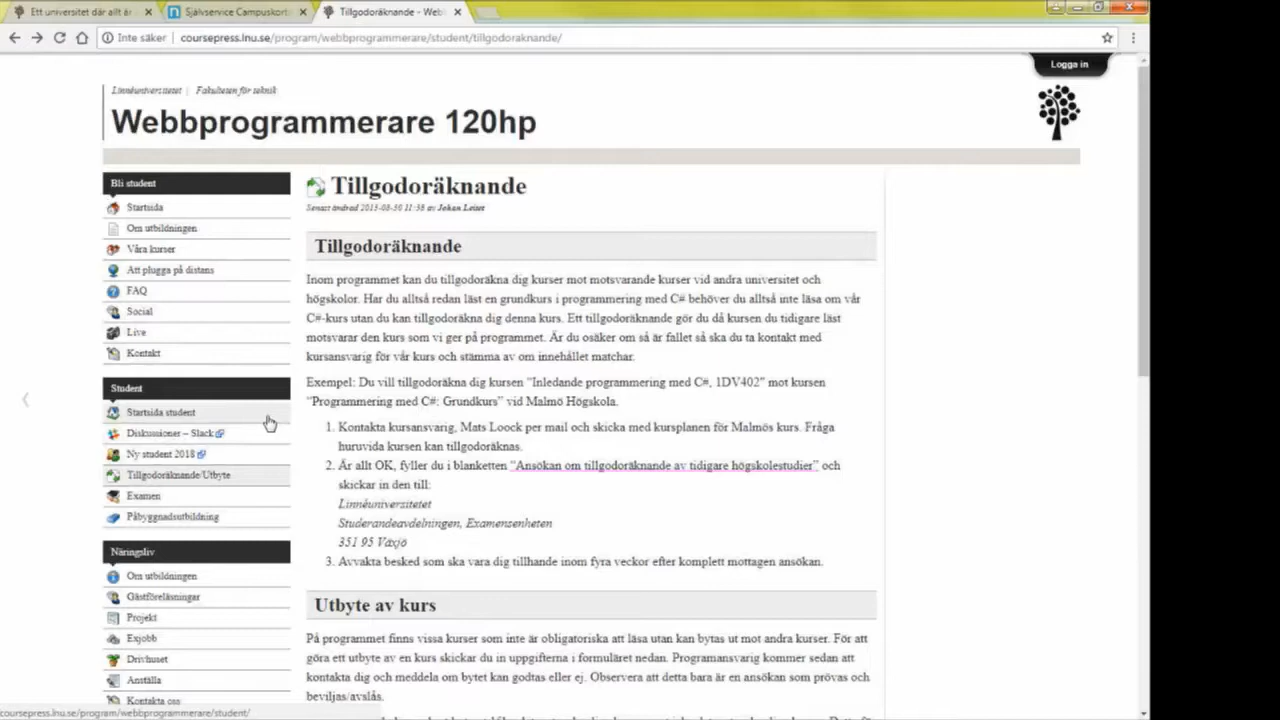 Ett universitet där allt är
Självservice Campuskort
Tillgodoräknande - Web
Inte säker
coursepress.lnu.se/program/webbprogrammerare/student/tillgodoraknande/
Logga in
Linnéuniversitetet | Fakulteten för teknik
Webbprogrammerare 120hp
Bli student
Startsida
Om utbildningen
Våra kurser
Att plugga på distans
FAQ
Social
Live
Kontakt
Student
Startsida student
Diskussioner – Slack
Ny student 2018
Tillgodoräknande/Utbyte
Examen
Påbyggnadsutbildning
Näringsliv
Om utbildningen
Gästföreläsningar
Projekt
Exjobb
Drivhuset
Anställa
Kontakta oss
Tillgodoräknande
Senast ändrad 2015-08-30 11:38 av Johan Leitet
Tillgodoräknande
Inom programmet kan du tillgodoräkna dig kurser mot motsvarande kurser vid andra universitet och
högskolor. Har du alltså redan läst en grundkurs i programmering med C# behöver du alltså inte läsa om vår
C#-kurs utan du kan tillgodoräkna dig denna kurs. Ett tillgodoräknande gör du då kursen du tidigare läst
motsvarar den kurs som vi ger på programmet. Är du osäker om så är fallet så ska du ta kontakt med
kursansvarig för vår kurs och stämma av om innehållet matchar.
Exempel: Du vill tillgodoräkna dig kursen "Inledande programmering med C#, 1DV402" mot kursen
"Programmering med C#: Grundkurs" vid Malmö Högskola.
1. Kontakta kursansvarig, Mats Loock per mail och skicka med kursplanen för Malmös kurs. Fråga
huruvida kursen kan tillgodoräknas.
2. Är allt OK, fyller du i blanketten "Ansökan om tillgodoräknande av tidigare högskolestudier" och
skickar in den till:
Linnéuniversitetet
Studerandeavdelningen, Examensenheten
351 95 Växjö
3. Avvakta besked som ska vara dig tillhanda inom fyra veckor efter komplett mottagen ansökan.
Utbyte av kurs
På programmet finns vissa kurser som inte är obligatoriska att läsa utan kan bytas ut mot andra kurser. För att
göra ett utbyte av en kurs skickar du in uppgifterna i formuläret nedan. Programansvarig kommer sedan att
kontakta dig och meddela om bytet kan godtas eller ej. Observera att detta bara är en ansökan som prövas och
beviljas/avslås.
coursepress.lnu.se/program/webbprogrammerare/student/